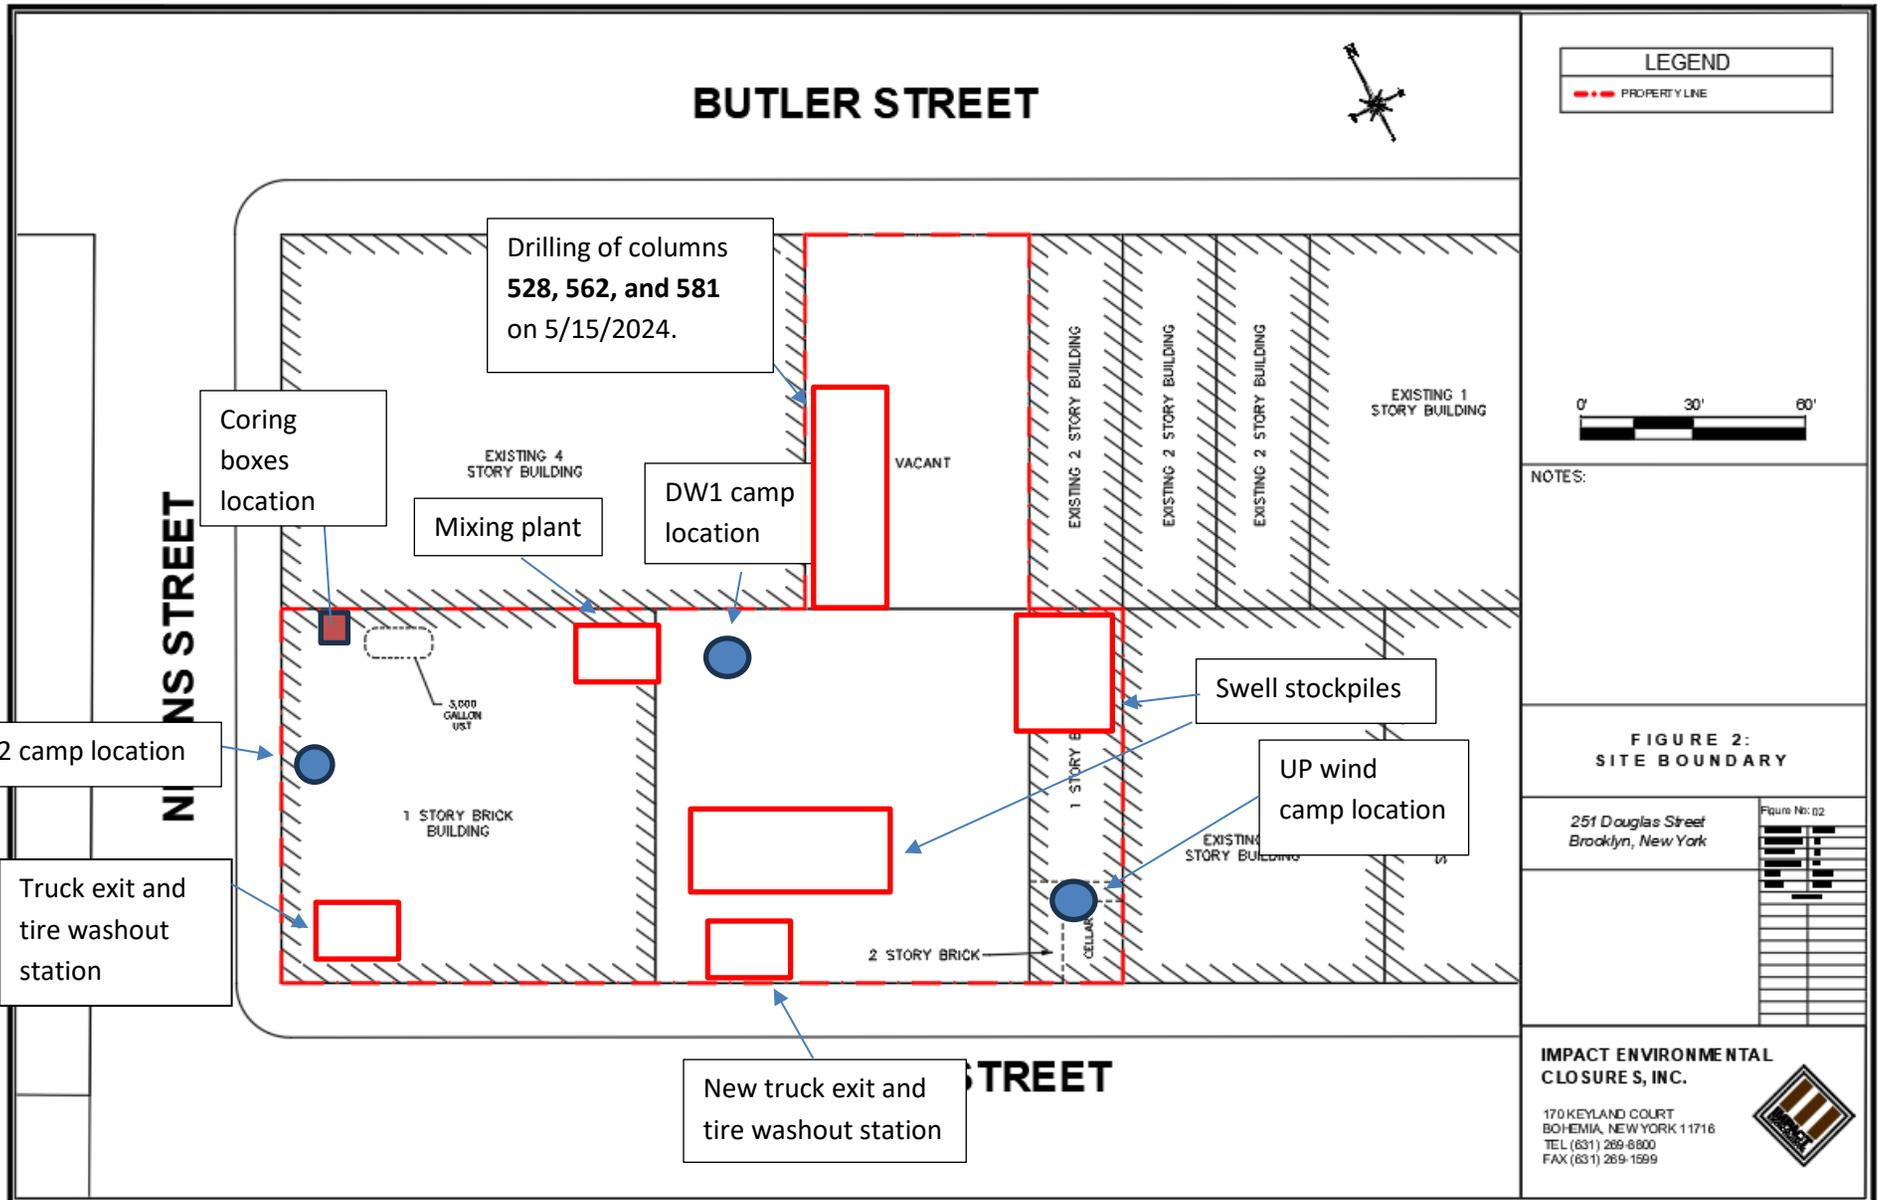 BUTLER STREET
N
LEGEND
PROPERTY LINE
Drilling of columns
528, 562, and 581
on 5/15/2024.
Coring
boxes
location
EXISTING 4
STORY BUILDING
Mixing plant
DW1 camp
location
VACANT
EXISTING 2 STORY BUILDING
EXISTING 2 STORY BUILDING
EXISTING 2 STORY BUILDING
EXISTING 1
STORY BUILDING
0' 30' 60'
NOTES:
NS STREET
3,000
GALLON
UST
2 camp location
1 STORY BRICK
BUILDING
Swell stockpiles
1 STORY B
UP wind
camp location
EXISTING
STORY BUILDING
S
Truck exit and
tire washout
station
2 STORY BRICK
CELLAR
New truck exit and
tire washout station
STREET
FIGURE 2:
SITE BOUNDARY
251 Douglas Street
Brooklyn, New York
Figure No: 02
IMPACT ENVIRONMENTAL
CLOSURES, INC.
170 KEYLAND COURT
BOHEMIA, NEW YORK 11716
TEL (631) 269-8800
FAX (631) 269-1599
IMPACT